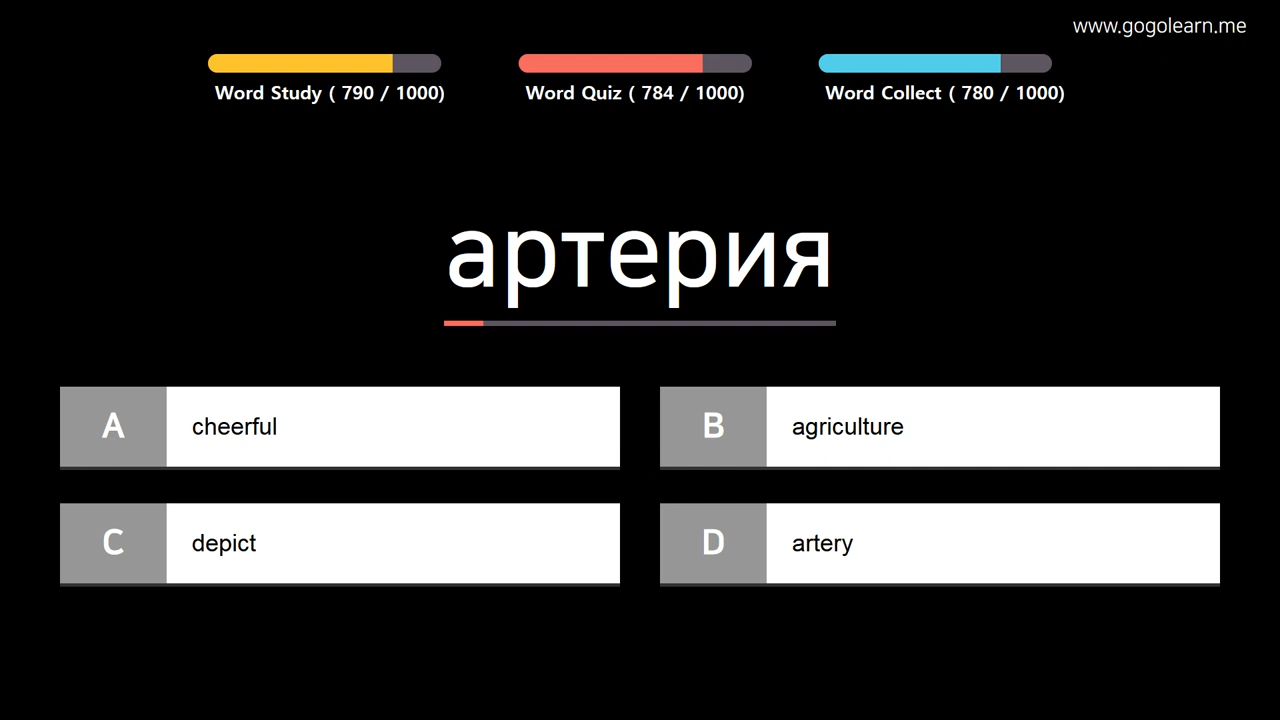 www.gogolearn.me
Word Study ( 790 / 1000)
Word Quiz ( 784 / 1000)
Word Collect ( 780 / 1000)
артерия
A cheerful
B agriculture
C depict
D artery